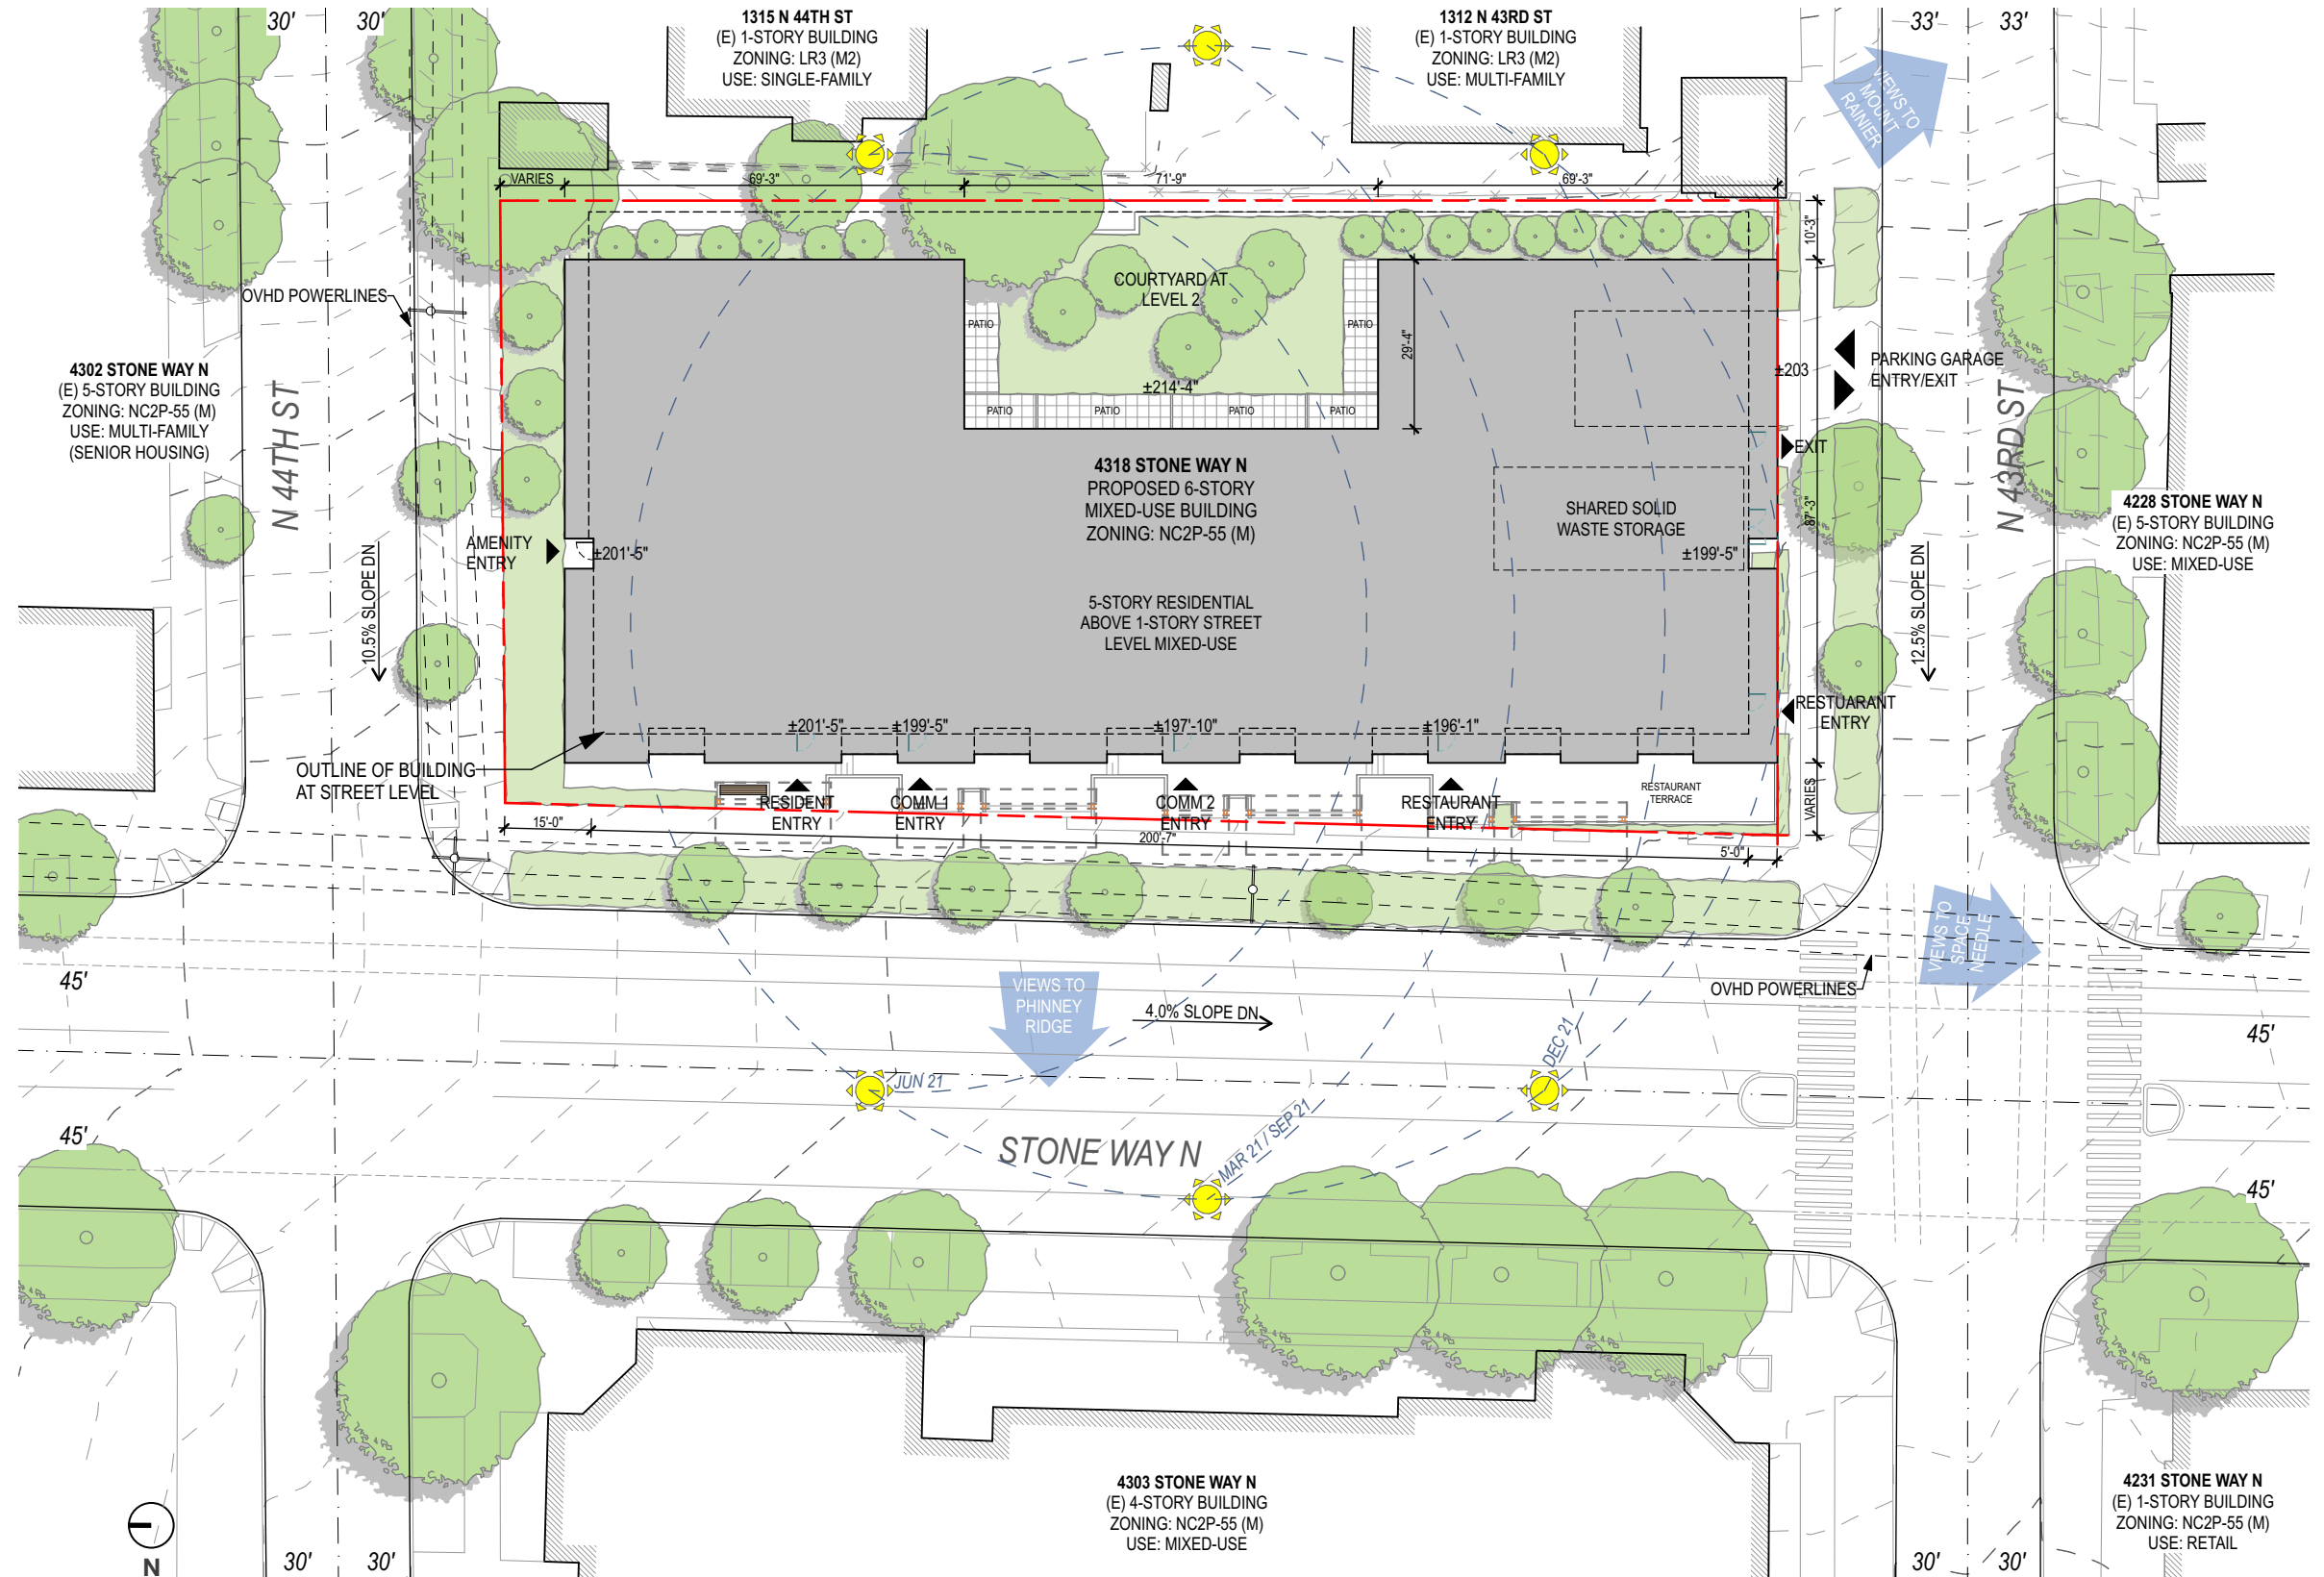 30'
30'
1315 N 44TH ST
(E) 1-STORY BUILDING
ZONING: LR3 (M2)
USE: SINGLE-FAMILY
1312 N 43RD ST
(E) 1-STORY BUILDING
ZONING: LR3 (M2)
USE: MULTI-FAMILY
33'
33'
VIEWS TO
MOUNT
RAINIER
VARIES
69'-3"
71'-9"
69'-3"
10'-3"
OVHD POWERLINES
COURTYARD AT
LEVEL 2
PATIO
PATIO
29'-4"
±214'-4"
PATIO
PATIO
PATIO
PATIO
±203
PARKING GARAGE
ENTRY/EXIT
4302 STONE WAY N
(E) 5-STORY BUILDING
ZONING: NC2P-55 (M)
USE: MULTI-FAMILY
(SENIOR HOUSING)
N 44TH ST
N 43RD ST
EXIT
4318 STONE WAY N
PROPOSED 6-STORY
MIXED-USE BUILDING
ZONING: NC2P-55 (M)
SHARED SOLID
WASTE STORAGE
87'-3"
4228 STONE WAY N
(E) 5-STORY BUILDING
ZONING: NC2P-55 (M)
USE: MIXED-USE
AMENITY
ENTRY
±201'-5"
±199'-5"
10.5% SLOPE DN
12.5% SLOPE DN
5-STORY RESIDENTIAL
ABOVE 1-STORY STREET
LEVEL MIXED-USE
RESTUARANT
ENTRY
±201'-5"
±199'-5"
±197'-10"
±196'-1"
OUTLINE OF BUILDING
AT STREET LEVEL
RESIDENT
ENTRY
COMM 1
ENTRY
COMM 2
ENTRY
RESTAURANT
ENTRY
RESTAURANT
TERRACE
VARIES
15'-0"
200'-7"
5'-0"
VIEWS TO
SPACE
NEEDLE
45'
VIEWS TO
PHINNEY
RIDGE
4.0% SLOPE DN
OVHD POWERLINES
45'
JUN 21
DEC 21
MAR 21 / SEP 21
45'
STONE WAY N
45'
4303 STONE WAY N
(E) 4-STORY BUILDING
ZONING: NC2P-55 (M)
USE: MIXED-USE
4231 STONE WAY N
(E) 1-STORY BUILDING
ZONING: NC2P-55 (M)
USE: RETAIL
N
30'
30'
30'
30'